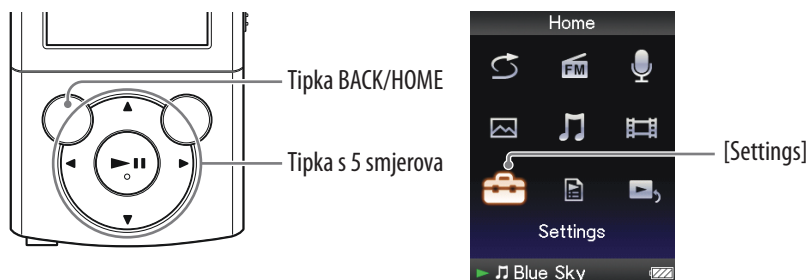 Tipka BACK/HOME
Tipka s 5 smjerova
Home
FM
[Settings]
Settings
Blue Sky